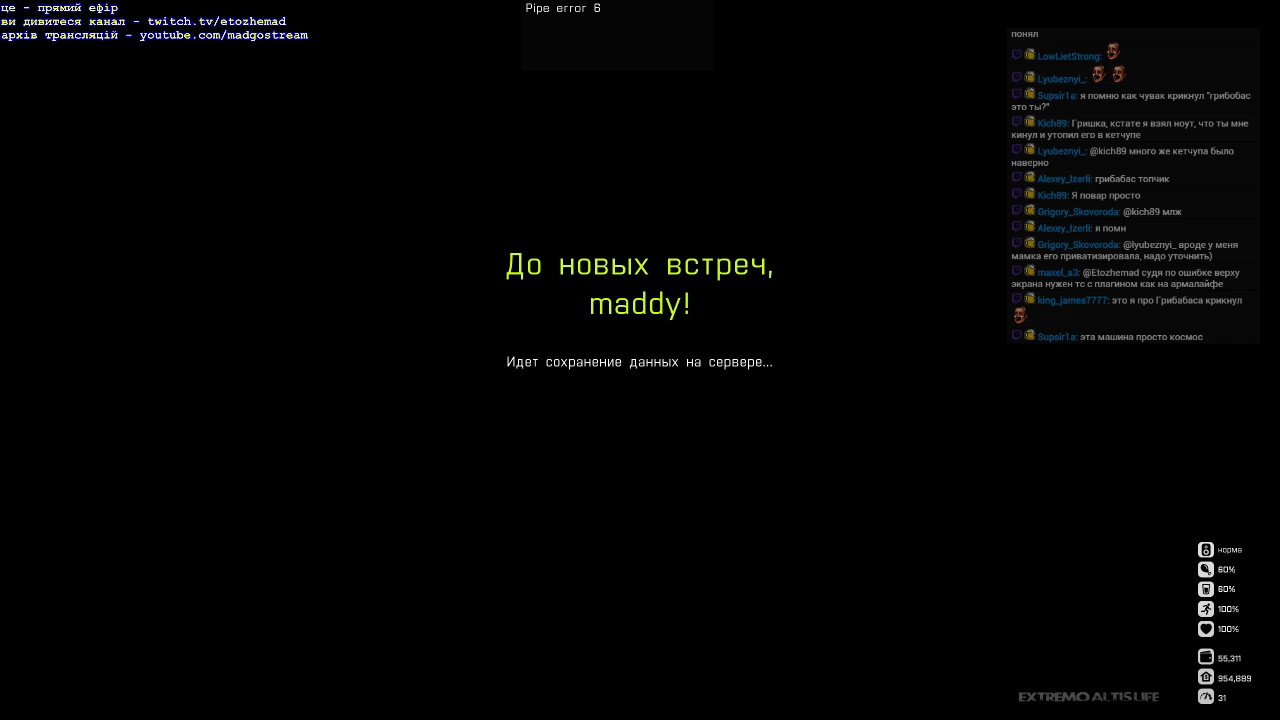 це - прямий ефір
ви дивитеся канал - twitch.tv/etozhemad
архів трансляцій - youtube.com/madgostream
Pipe error 6
понял
LowLietStrong:
Lyubeznyi_:
Supsir1a: я помню как чувак крикнул "грибобас
это ты?"
Kich89: Гришка, кстате я взял ноут, что ты мне
кинул и утопил его в кетчупе
Lyubeznyi_: @kich89 много же кетчупа было
наверно
Alexey_Izerli: грибабас топчик
Kich89: Я повар просто
Grigory_Skovoroda: @kich89 млж
Alexey_Izerli: я помн
Grigory_Skovoroda: @lyubeznyi_ вроде у меня
мамка его приватизировала, надо уточнить)
maxel_a3: @Etozhemad судя по ошибке верху
экрана нужен тс с плагином как на армалайфе
king_james7777: это я про Грибабаса крикнул
Supsir1a: эта машина просто космос
До новых встреч,
maddy!
Идет сохранение данных на сервере...
норма
60%
60%
100%
100%
55,311
954,889
31
EXTREMO ALTIS LIFE